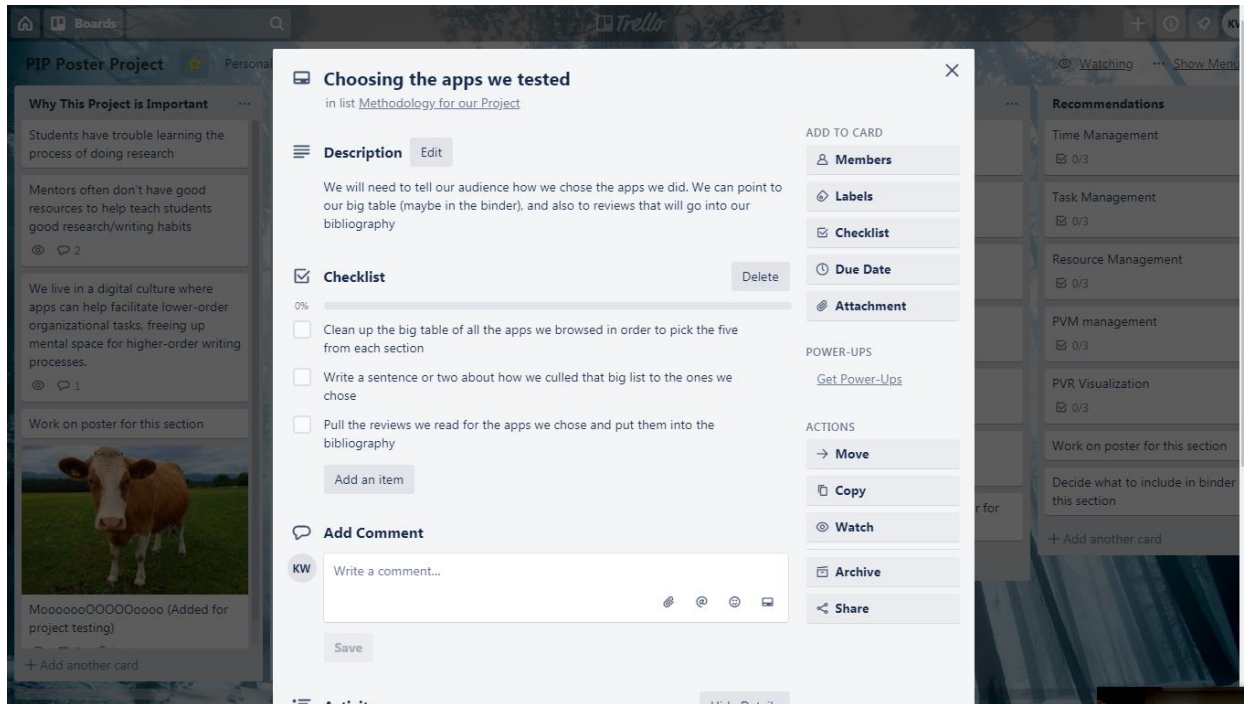 Boards
Trello
KW
PIP Poster Project
Personal
Watching
... Show Menu
Why This Project is Important ...
Students have trouble learning the
process of doing research
Mentors often don't have good
resources to help teach students
good research/writing habits
2
We live in a digital culture where
apps can help facilitate lower-order
organizational tasks, freeing up
mental space for higher-order writing
processes.
1
Work on poster for this section
MooooooOOOOOoooo (Added for
project testing)
+ Add another card
Choosing the apps we tested
in list Methodology for our Project
Description
Edit
We will need to tell our audience how we chose the apps we did. We can point to
our big table (maybe in the binder), and also to reviews that will go into our
bibliography
Checklist
Delete
0%
Clean up the big table of all the apps we browsed in order to pick the five
from each section
Write a sentence or two about how we culled that big list to the ones we
chose
Pull the reviews we read for the apps we chose and put them into the
bibliography
Add an item
Add Comment
KW
Write a comment...
Save
ADD TO CARD
Members
Labels
Checklist
Due Date
Attachment
POWER-UPS
Get Power-Ups
ACTIONS
Move
Copy
Watch
Archive
Share
...
r for
Recommendations
Time Management
0/3
Task Management
0/3
Resource Management
0/3
PVM management
0/3
PVR Visualization
0/3
Work on poster for this section
Decide what to include in binder
this section
+ Add another card